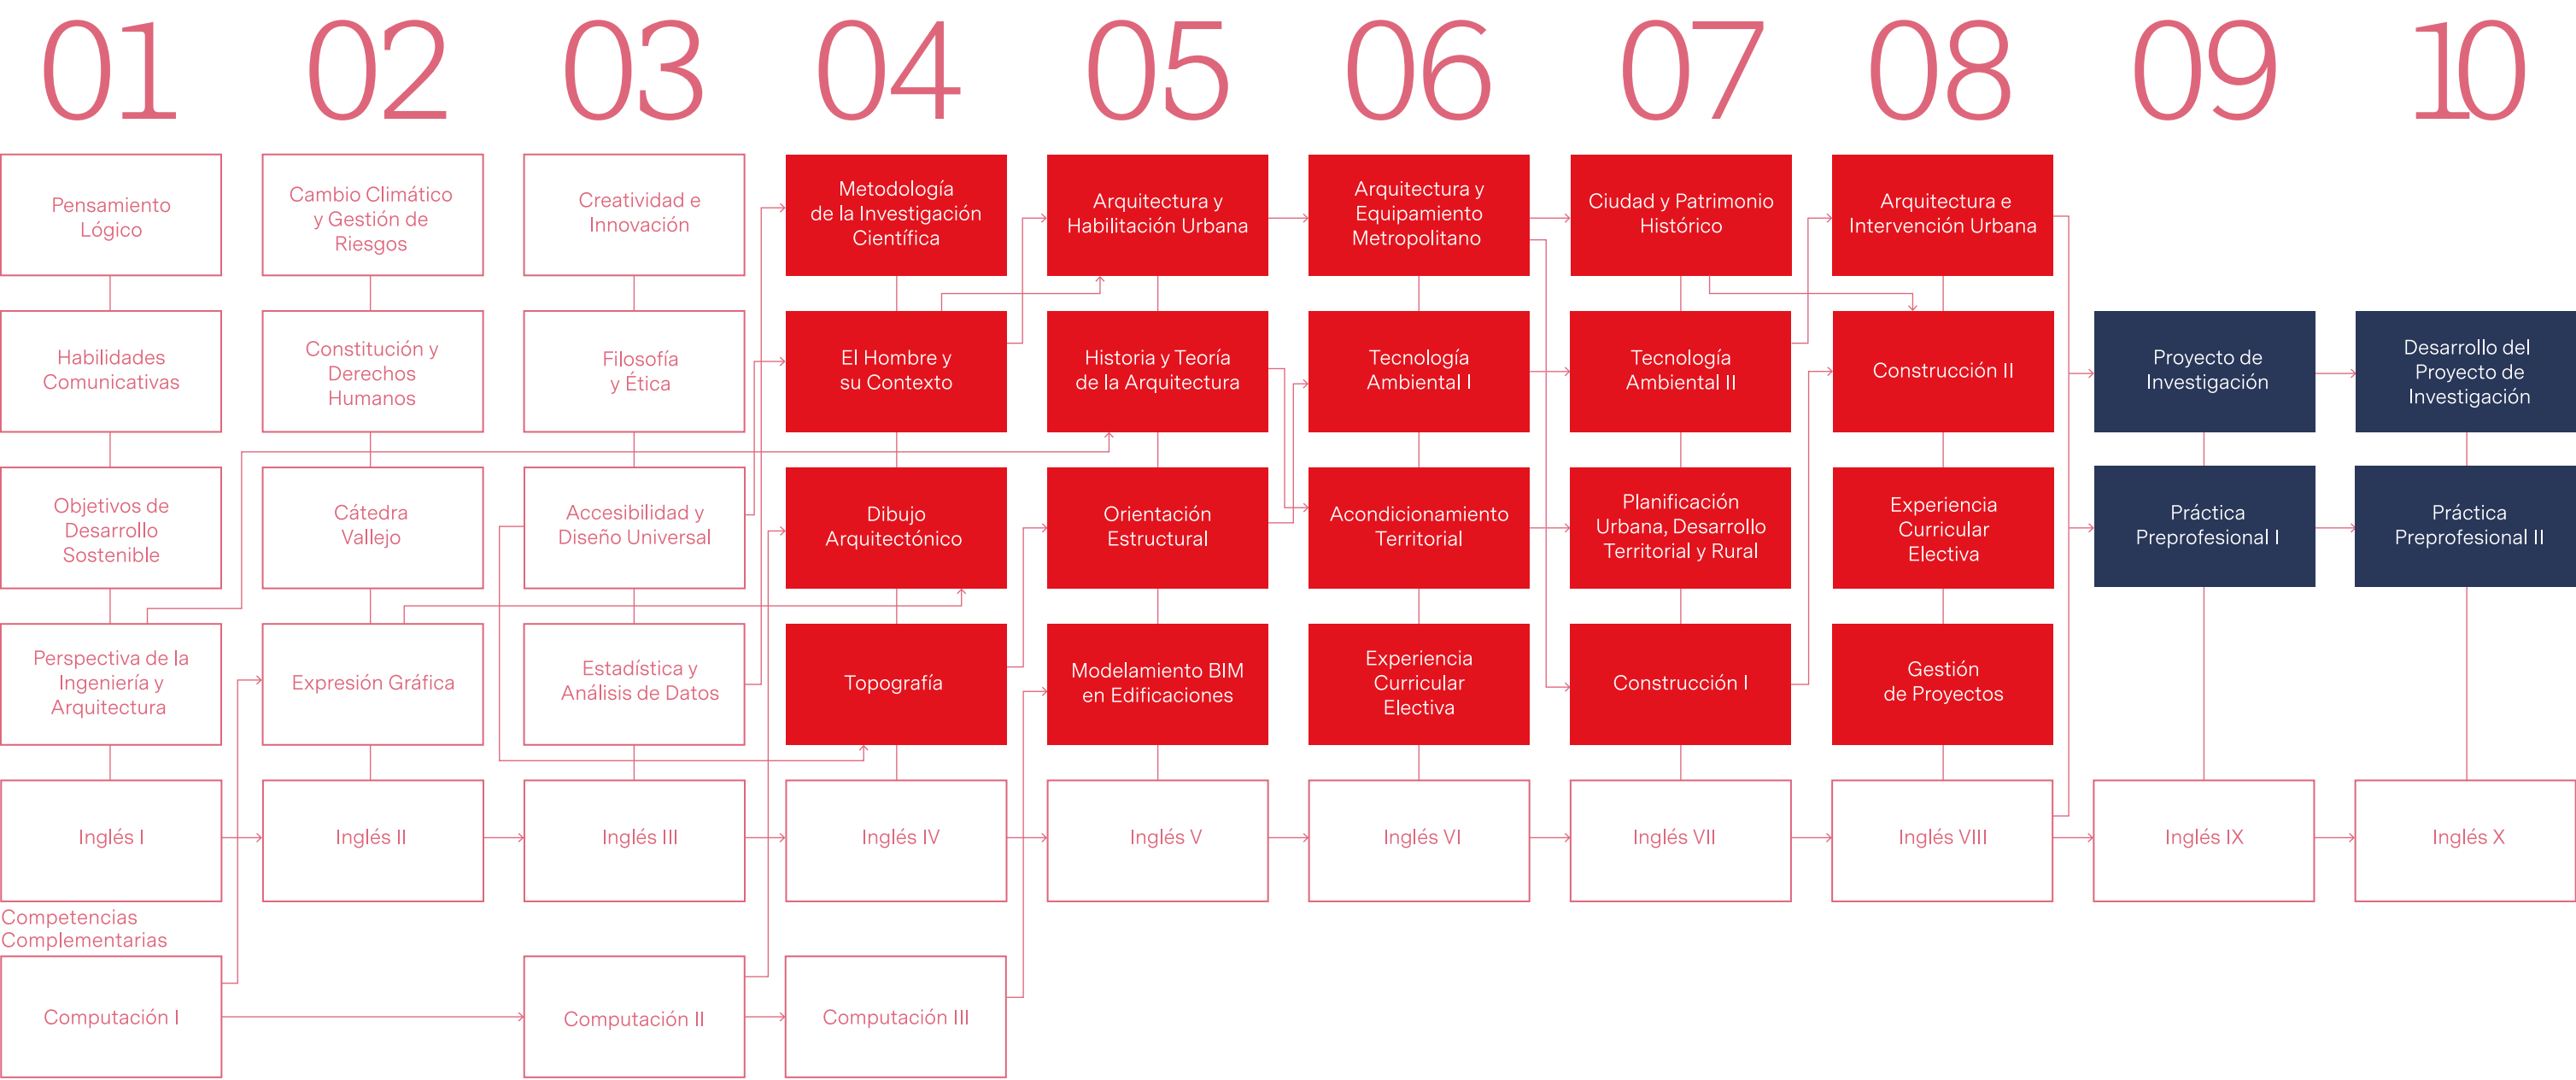 01
02
03
04
05
06
07
08
09
10
Pensamiento
Lógico
Cambio Climático
y Gestión de
Riesgos
Creatividad e
Innovación
Metodología
de la Investigación
Científica
Arquitectura y
Habilitación Urbana
Arquitectura y
Equipamiento
Metropolitano
Ciudad y Patrimonio
Histórico
Arquitectura e
Intervención Urbana
Habilidades
Comunicativas
Constitución y
Derechos
Humanos
Filosofía
y Ética
El Hombre y
su Contexto
Historia y Teoría
de la Arquitectura
Tecnología
Ambiental I
Tecnología
Ambiental II
Construcción II
Proyecto de
Investigación
Desarrollo del
Proyecto de
Investigación
Objetivos de
Desarrollo
Sostenible
Cátedra
Vallejo
Accesibilidad y
Diseño Universal
Dibujo
Arquitectónico
Orientación
Estructural
Acondicionamiento
Territorial
Planificación
Urbana, Desarrollo
Territorial y Rural
Experiencia
Curricular
Electiva
Práctica
Preprofesional I
Práctica
Preprofesional II
Perspectiva de la
Ingeniería y
Arquitectura
Expresión Gráfica
Estadística y
Análisis de Datos
Topografía
Modelamiento BIM
en Edificaciones
Experiencia
Curricular
Electiva
Construcción I
Gestión
de Proyectos
Inglés I
Inglés II
Inglés III
Inglés IV
Inglés V
Inglés VI
Inglés VII
Inglés VIII
Inglés IX
Inglés X
Competencias
Complementarias
Computación I
Computación II
Computación III